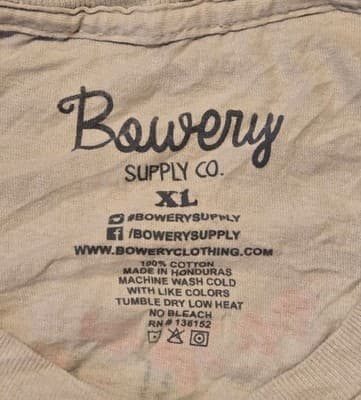 Bowery
SUPPLY CO.
XL
#BOWERYSUPPLY
/BOWERYSUPPLY
WWW.BOWERYCLOTHING.COM
100% COTTON
MADE IN HONDURAS
MACHINE WASH COLD
WITH LIKE COLORS
TUMBLE DRY LOW HEAT
NO BLEACH
RN# 136152